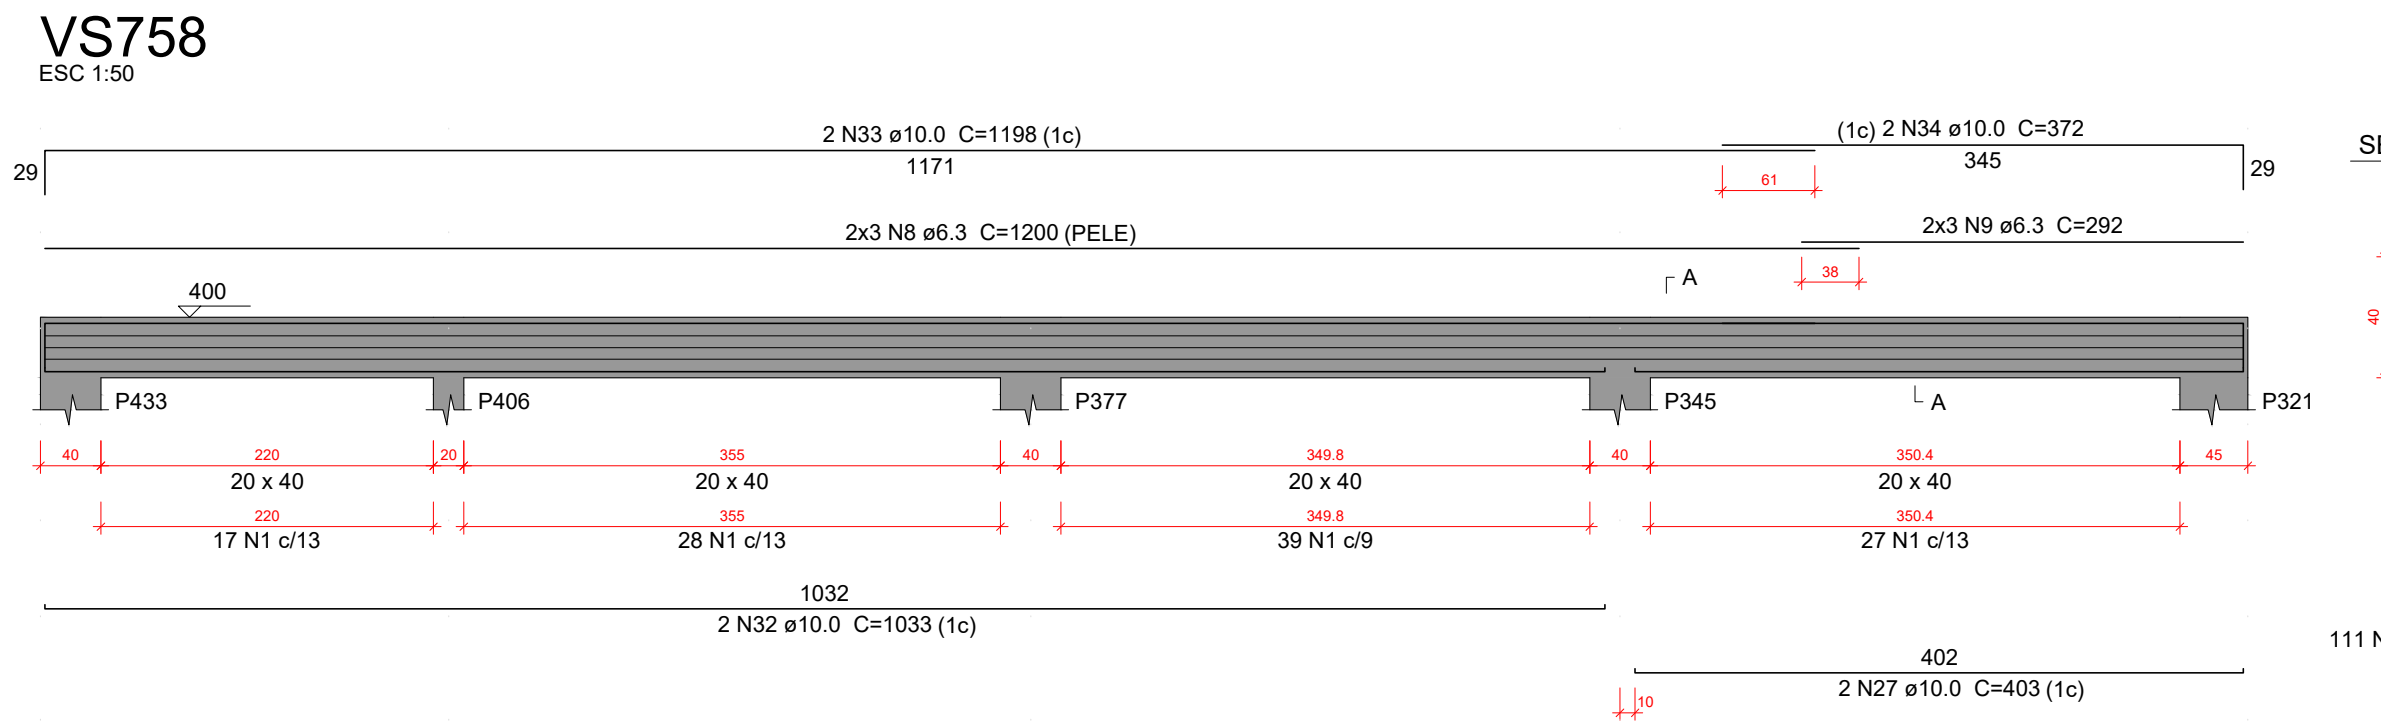 VS758
ESC 1:50
2 N33 ø10.0 C=1198 (1c)
(1c) 2 N34 ø10.0 C=372
29
1171
345
29
61
2x3 N8 ø6.3 C=1200 (PELE)
2x3 N9 ø6.3 C=292
38
A
400
40
P433
P406
P377
P345
A
P321
40
220
20
355
40
349.8
40
350.4
45
20 x 40
20 x 40
20 x 40
20 x 40
220
355
349.8
350.4
17 N1 c/13
28 N1 c/13
39 N1 c/9
27 N1 c/13
1032
2 N32 ø10.0 C=1033 (1c)
111 N
402
2 N27 ø10.0 C=403 (1c)
10